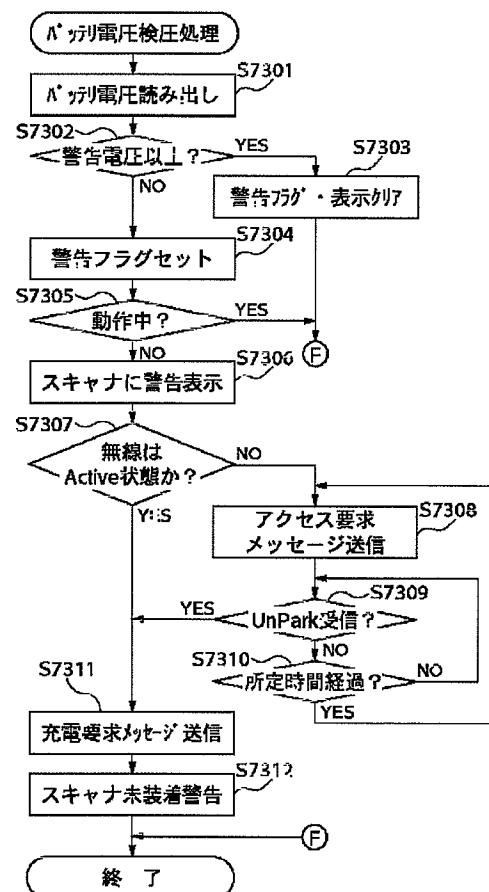 バッテリ電圧検圧処理
S7301
バッテリ電圧読み出し
S7302
警告電圧以上?
YES
S7303
NO
警告フラグ・表示クリア
S7304
警告フラグセット
S7305
動作中?
YES
NO
F
S7306
スキャナに警告表示
S7307
無線は
Active状態か?
NO
YES
アクセス要求
メッセージ送信
S7308
S7309
YES
UnPark受信?
NO
S7310
所定時間経過?
NO
YES
S7311
充電要求メッセージ送信
S7312
スキャナ未装着警告
F
終了